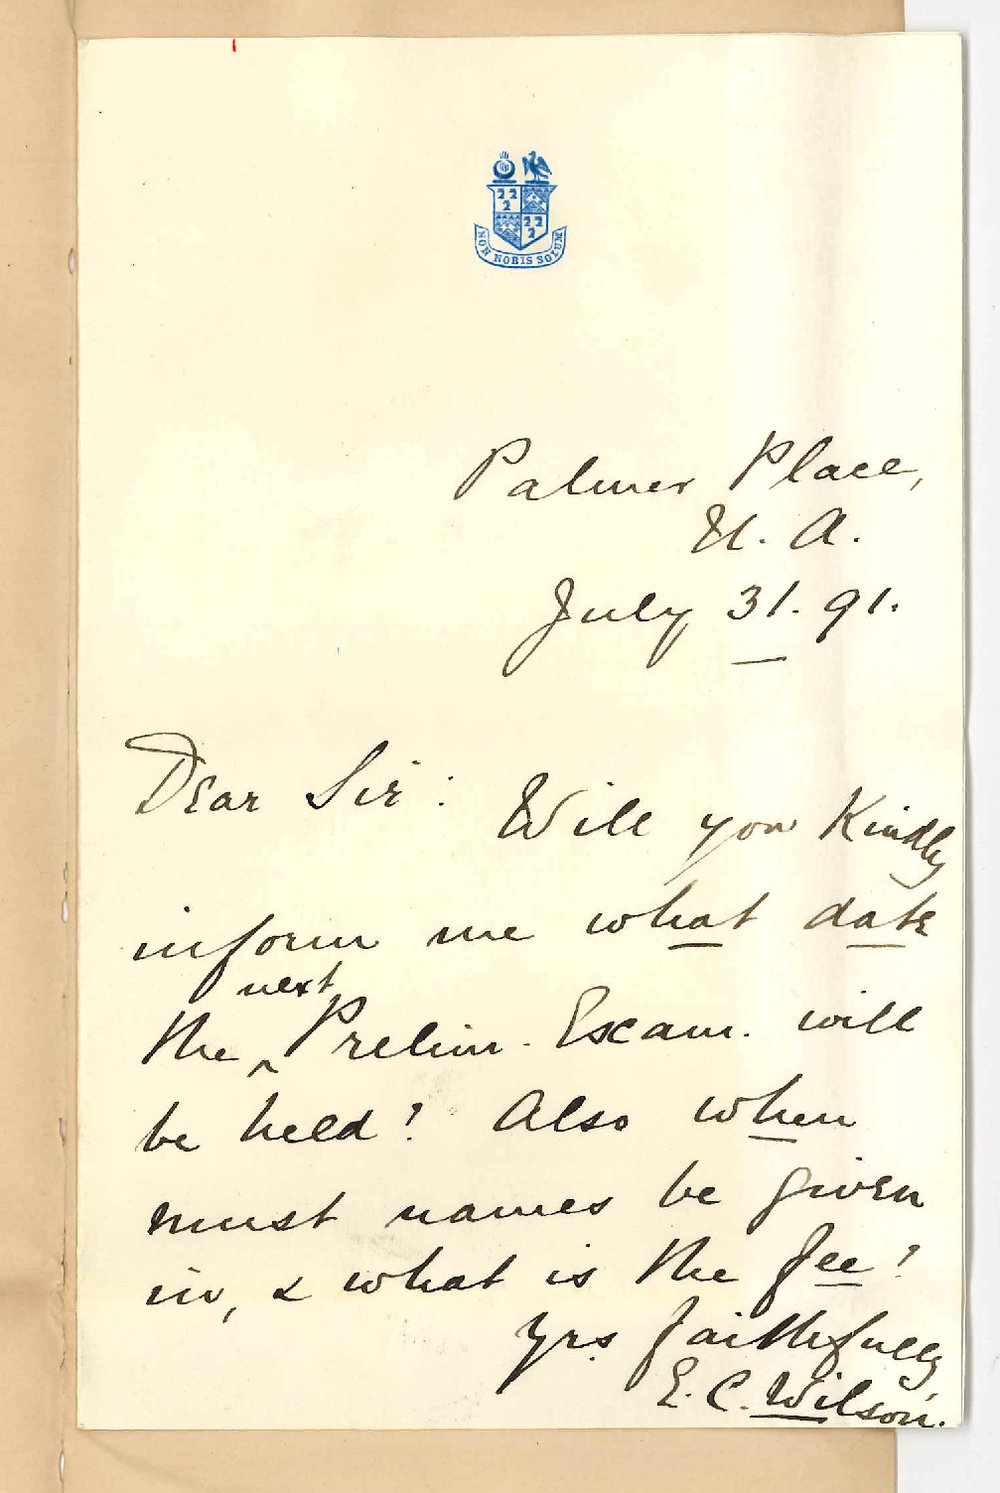 NON NOBIS SOLUM
Palmer Place,
N. A.
July 31. 91.
Dear Sir: Will you kindly
inform me what date
the next Prelim. Exam. will
be held? Also when
must names be given
in, & what is the fee?
Yrs. faithfully,
E. C. Wilson.